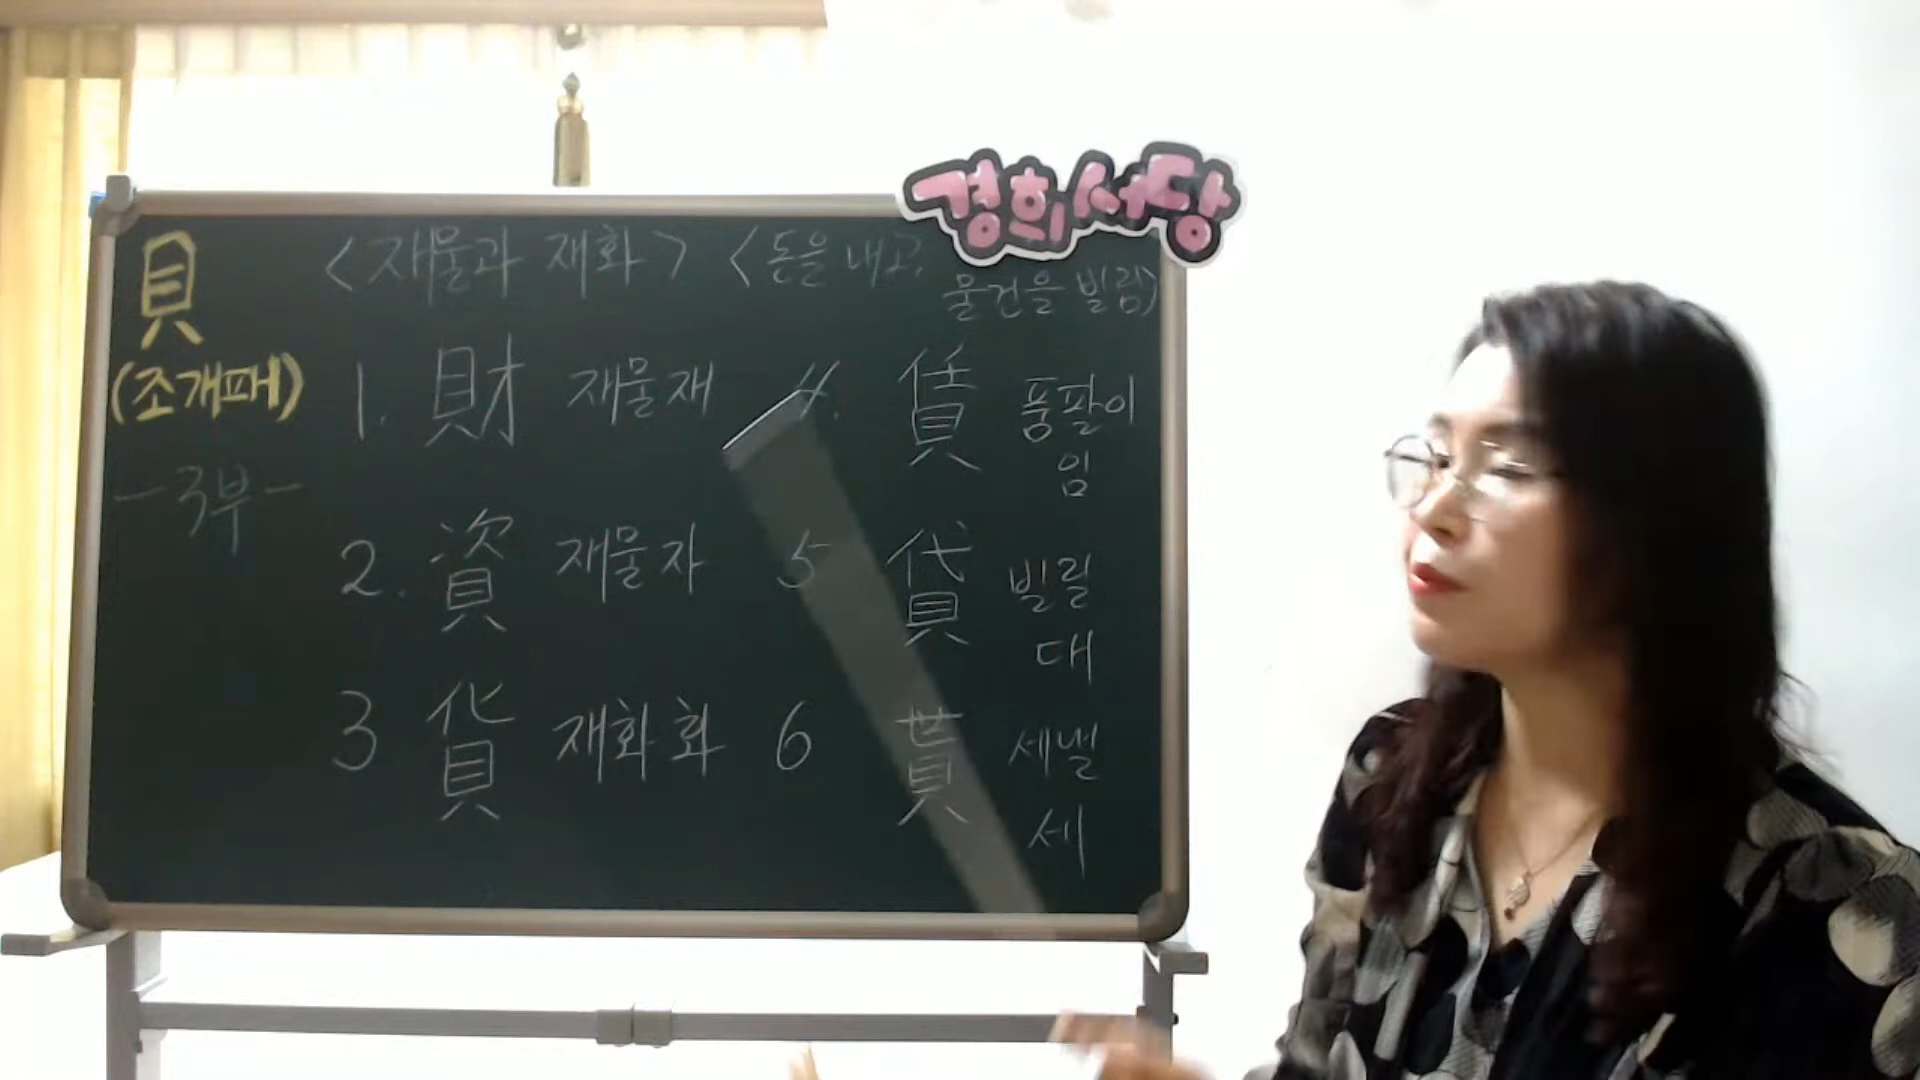 경희서당
貝
(조개패)
-3부-
<재물과 재화>
1. 財 재물재
2. 資 재물자
3 貨 재화화
<돈을 내고,
물건을 빌림>
4. 賃 품팔이
임
5 貸 빌릴
대
6 貰 세낼
세